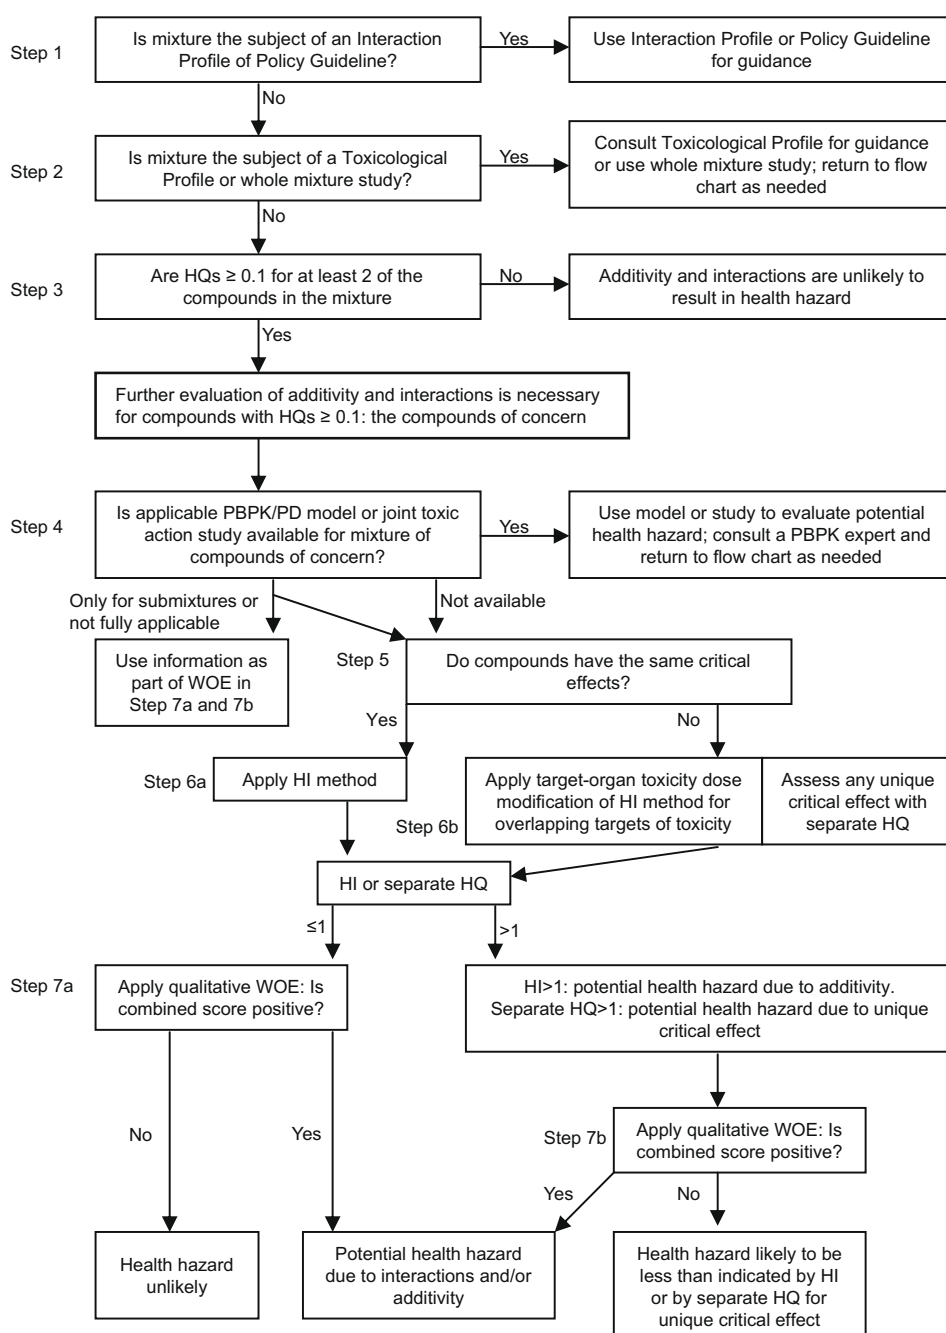 Step 1
Is mixture the subject of an Interaction
Profile of Policy Guideline?
Yes
Use Interaction Profile or Policy Guideline
for guidance
No
Step 2
Is mixture the subject of a Toxicological
Profile or whole mixture study?
Yes
Consult Toxicological Profile for guidance
or use whole mixture study; return to flow
chart as needed
No
Step 3
Are HQs ≥ 0.1 for at least 2 of the
compounds in the mixture
No
Additivity and interactions are unlikely to
result in health hazard
Yes
Further evaluation of additivity and interactions is necessary
for compounds with HQs ≥ 0.1: the compounds of concern
Step 4
Is applicable PBPK/PD model or joint toxic
action study available for mixture of
compounds of concern?
Yes
Use model or study to evaluate potential
health hazard; consult a PBPK expert and
return to flow chart as needed
Only for submixtures or
not fully applicable
Not available
Use information as
part of WOE in
Step 7a and 7b
Step 5
Do compounds have the same critical
effects?
Yes
No
Step 6a
Apply HI method
Step 6b
Apply target-organ toxicity dose
modification of HI method for
overlapping targets of toxicity
Assess any unique
critical effect with
separate HQ
HI or separate HQ
≤1
>1
Step 7a
Apply qualitative WOE: Is
combined score positive?
HI>1: potential health hazard due to additivity.
Separate HQ>1: potential health hazard due to unique
critical effect
No
Yes
Step 7b
Apply qualitative WOE: Is
combined score positive?
Yes
No
Health hazard
unlikely
Potential health hazard
due to interactions and/or
additivity
Health hazard likely to be
less than indicated by HI
or by separate HQ for
unique critical effect